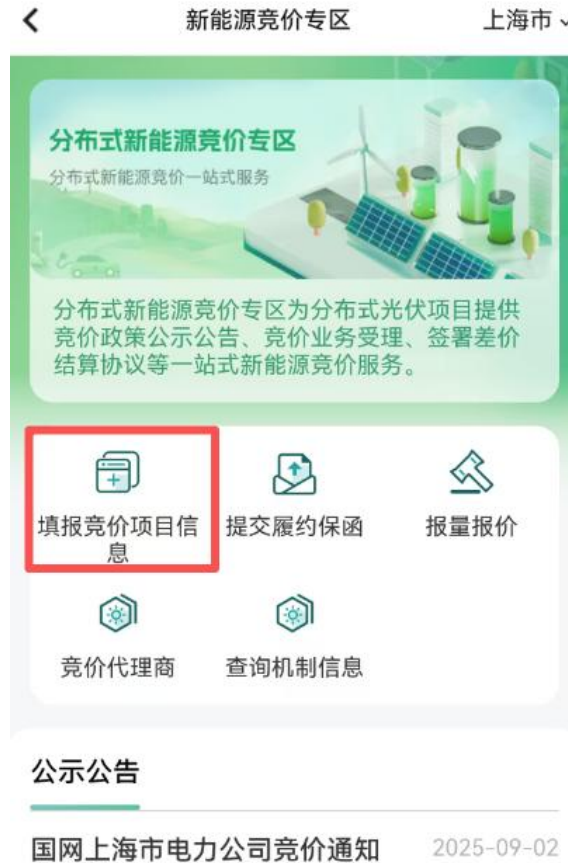 新能源竞价专区 上海市
分布式新能源竞价专区
分布式新能源竞价一站式服务
分布式新能源竞价专区为分布式光伏项目提供
竞价政策公示公告、竞价业务受理、签署差价
结算协议等一站式新能源竞价服务。
填报竞价项目信
息
提交履约保函
报量报价
竞价代理商
查询机制信息
公示公告
国网上海市电力公司竞价通知 2025-09-02